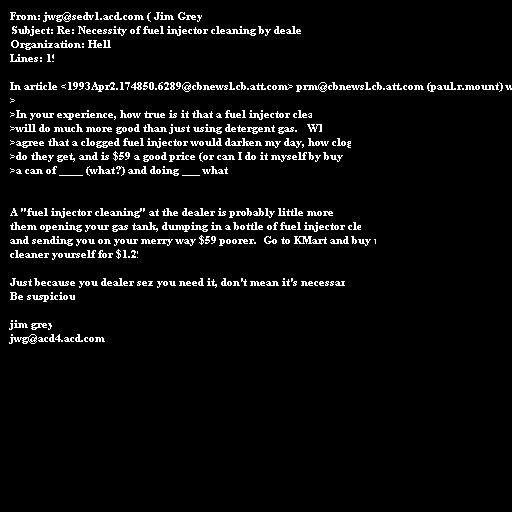 From: jwg@sedv1.acd.com ( Jim Grey
Subject: Re: Necessity of fuel injector cleaning by deale
Organization: Hell
Lines:
In article <1993Apr2.174850.6289@cbnewsl.cb.att.com> prm@cbnewsl.cb.att.com (paul.r.mount) w
>
>In your experience, how true is it that a fuel injector clea
>will do much more good than just using detergent gas.
>agree that a clogged fuel injector would darken my day, how clog
>do they get, and is $59 a good price (or can I do it myself by buy
>a can of ____ (what?) and doing ___ what
A "fuel injector cleaning" at the dealer is probably little more
them opening your gas tank, dumping in a bottle of fuel injector cle
and sending you on your merry way $59 poorer. Go to KMart and buy
cleaner yourself for $1.2
Just because you dealer sez you need it, don't mean it's necessar
Be suspiciou
jim grey
jwg@acd4.acd.com